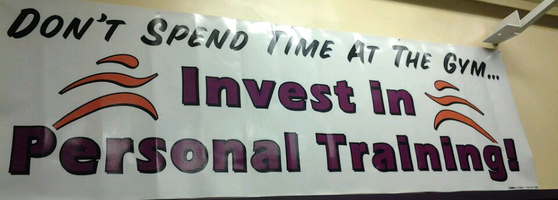 DON'T SPEND TIME AT THE GYM...
Invest in
Personal Training!